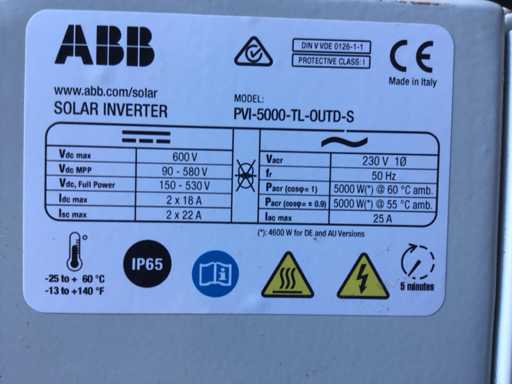 ABB
DIN V VDE 0126-1-1
PROTECTIVE CLASS: I
CE
Made in Italy
www.abb.com/solar
SOLAR INVERTER
MODEL:
PVI-5000-TL-OUTD-S
Vdc max 600 V
Vdc MPP 90 - 580 V
Vdc, Full Power 150 - 530 V
Idc max 2 x 18 A
Isc max 2 x 22 A
Vacr 230 V 1Ø
fr 50 Hz
Pacr (cosφ= 1) 5000 W(*) @ 60 °C amb.
Pacr (cosφ= ± 0.9) 5000 W(*) @ 55 °C amb.
Iac max 25 A
(*): 4600 W for DE and AU Versions
-25 to + 60 °C
-13 to +140 °F
IP65
i
5 minutes